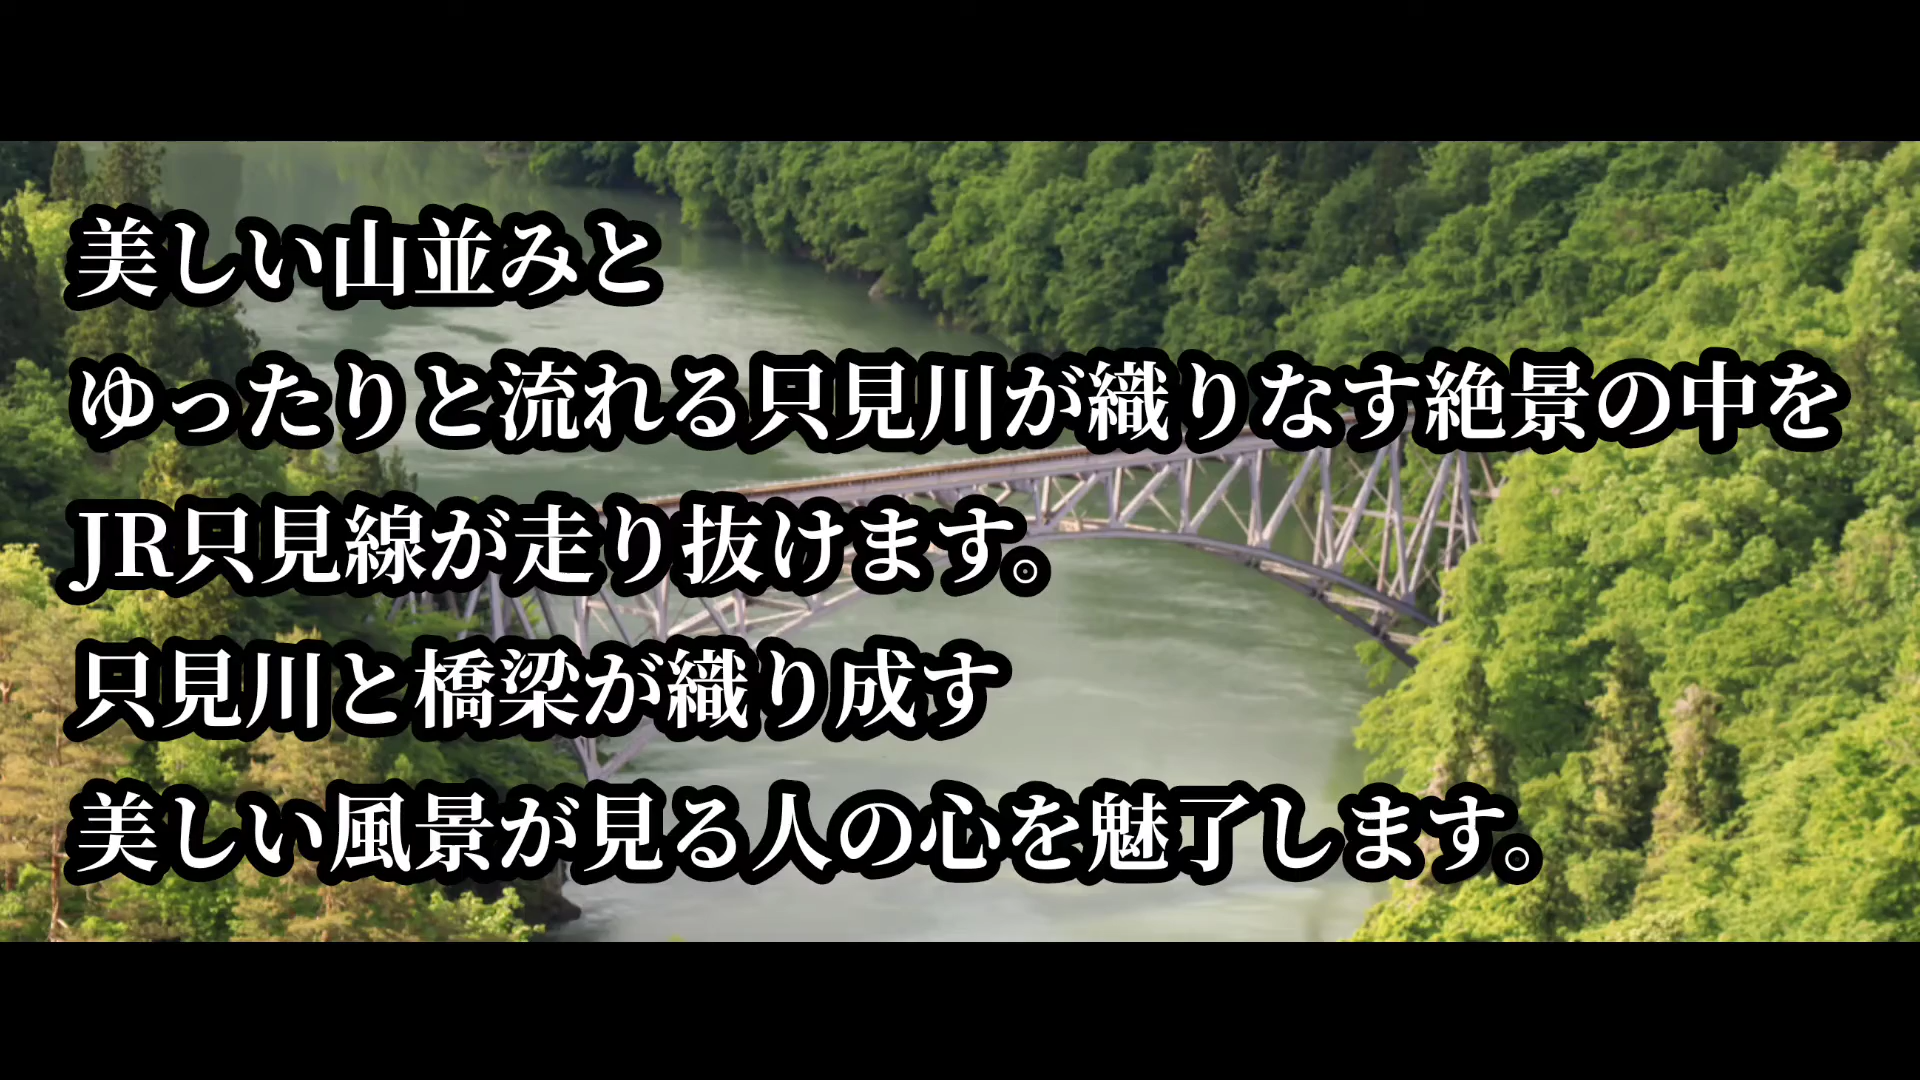 美しい山並みと
ゆったりと流れる只見川が織りなす絶景の中を
JR只見線が走り抜けます。
只見川と橋梁が織り成す
美しい風景が見る人の心を魅了します。